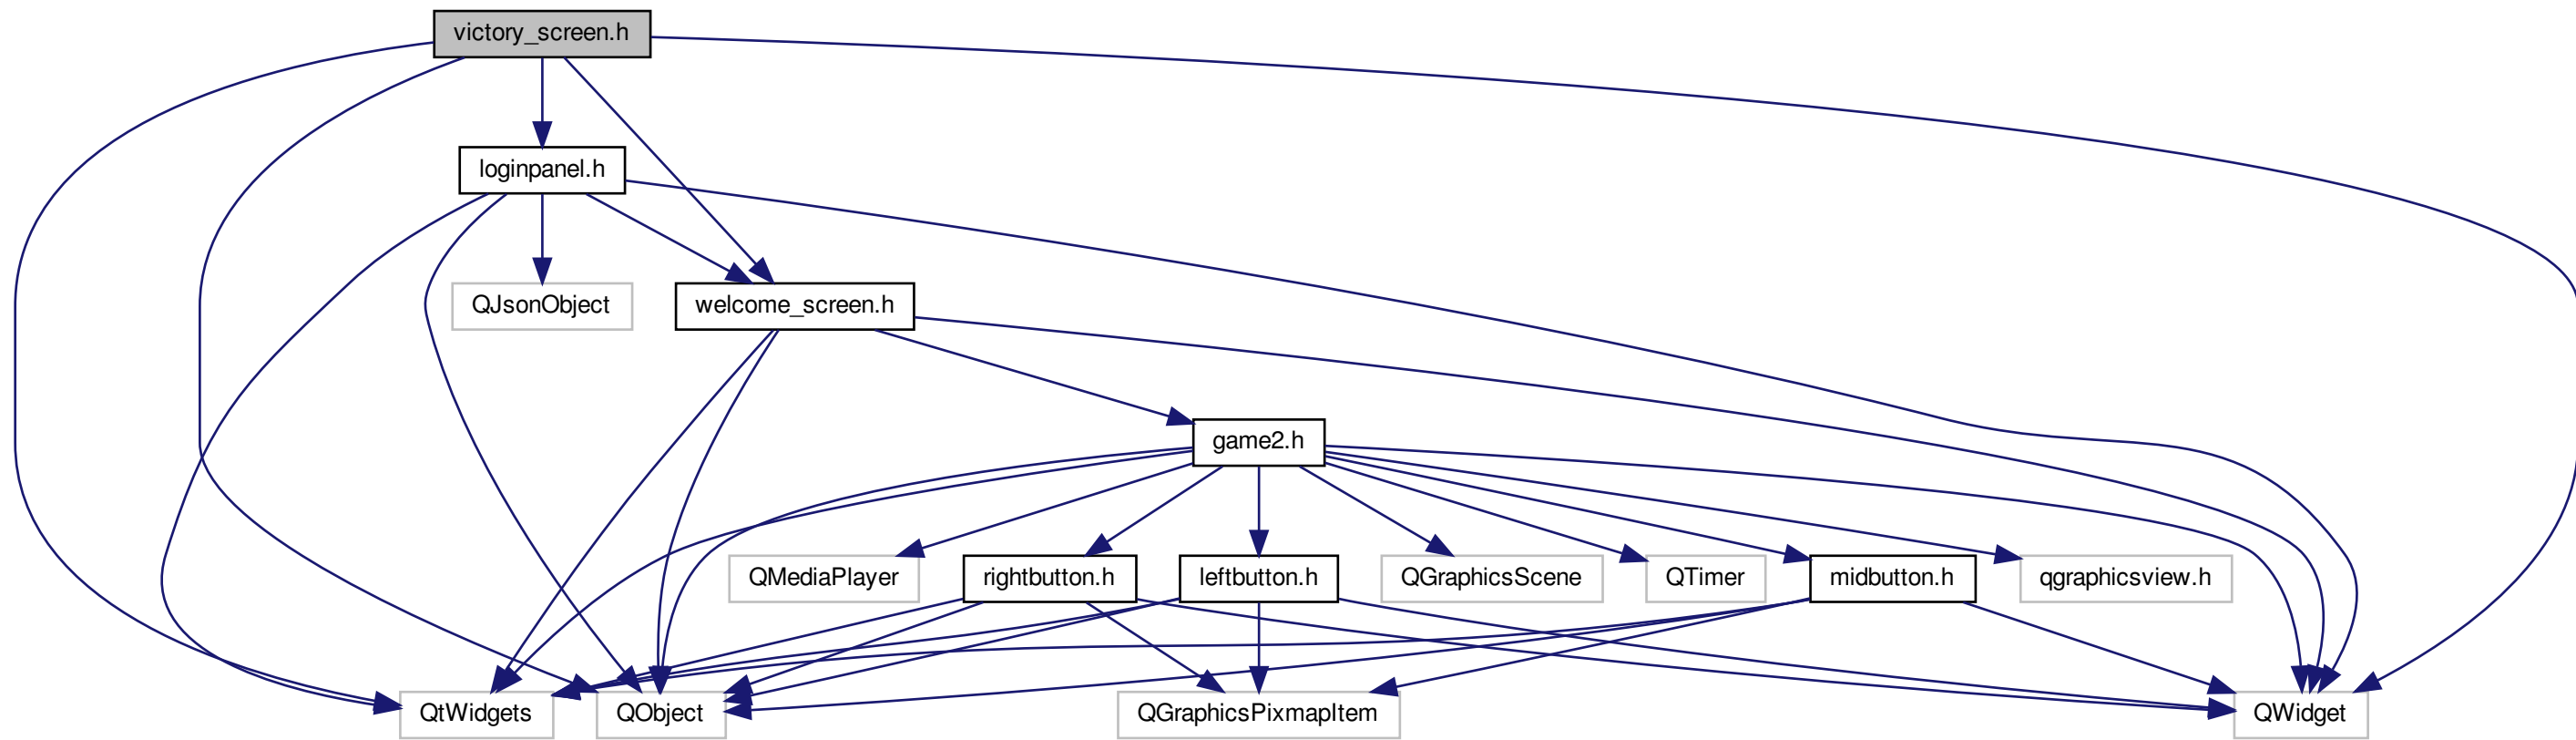 victory_screen.h
loginpanel.h
QJsonObject
welcome_screen.h
game2.h
QMediaPlayer
rightbutton.h
leftbutton.h
QGraphicsScene
QTimer
midbutton.h
qgraphicsview.h
QtWidgets
QObject
QGraphicsPixmapItem
QWidget